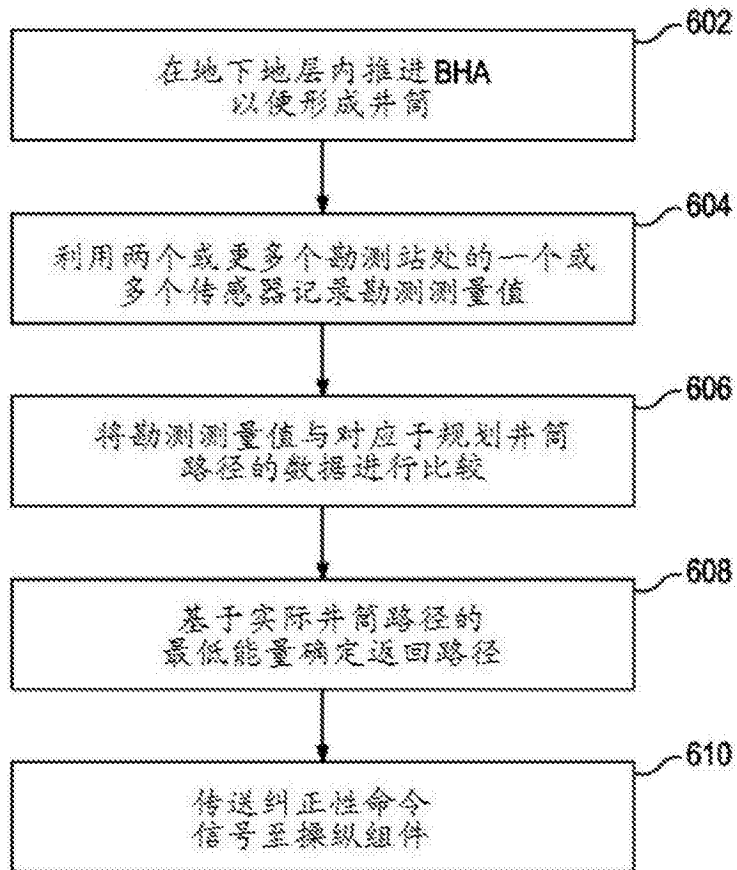 602
在地下地层内推进BHA
以便形成井筒
604
利用两个或更多个勘测站处的一个或
多个传感器记录勘测测量值
606
将勘测测量值与对应于规划井筒
路径的数据进行比较
608
基于实际井筒路径的
最低能量确定返回路径
610
传送纠正性命令
信号至操纵组件